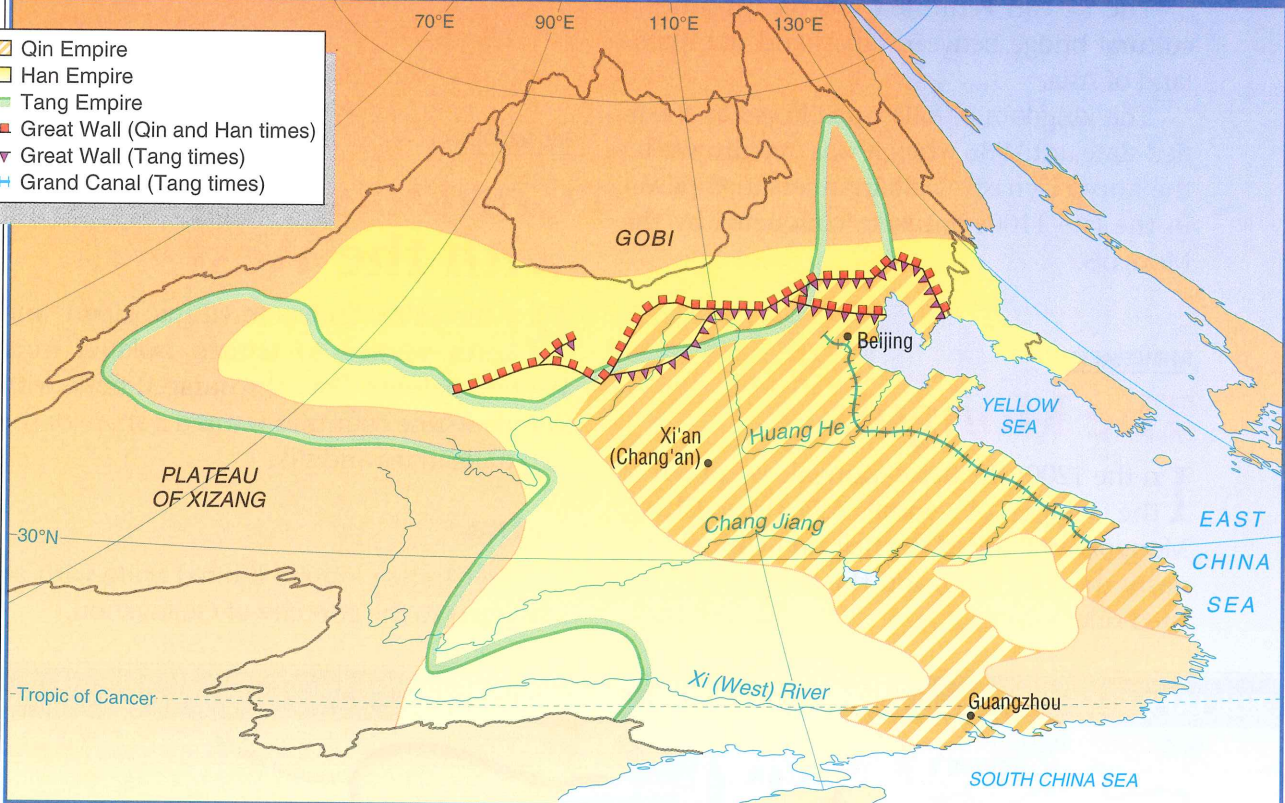 70°E
90°E
110°E
130°E
Qin Empire
Han Empire
Tang Empire
Great Wall (Qin and Han times)
Great Wall (Tang times)
Grand Canal (Tang times)
GOBI
Beijing
YELLOW
SEA
Huang He
Xi'an
(Chang'an)
PLATEAU
OF XIZANG
Chang Jiang
30°N
EAST
CHINA
SEA
Xi (West) River
Tropic of Cancer
Guangzhou
SOUTH CHINA SEA